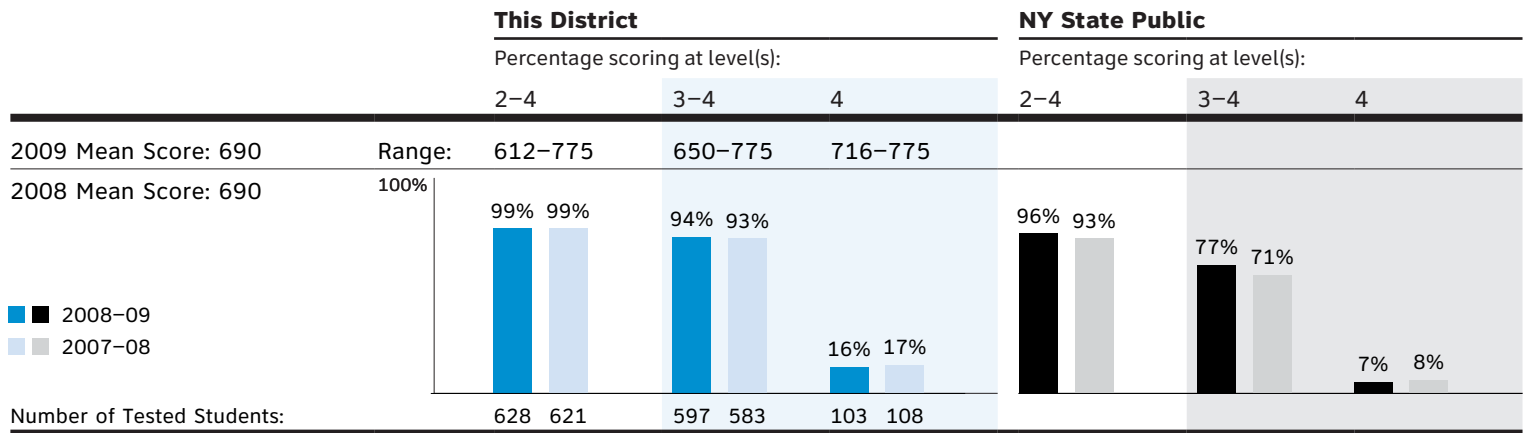 This District NY State Public
Percentage scoring at level(s): Percentage scoring at level(s):
2–4 3–4 4 2–4 3–4 4
2009 Mean Score: 690 Range: 612–775 650–775 716–775
2008 Mean Score: 690
100%
99% 99% 94% 93% 16% 17% 96% 93% 77% 71% 7% 8%
2008–09
2007–08
Number of Tested Students: 628 621 597 583 103 108